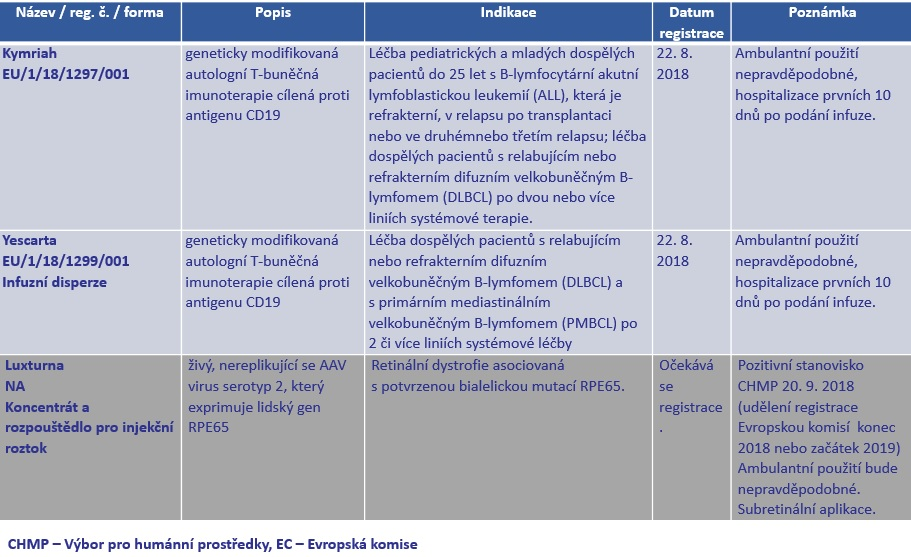 Název / reg. č. / forma
Popis
Indikace
Datum
registrace
Poznámka
Kymriah
EU/1/18/1297/001
geneticky modifikovaná
autologní T-buněčná
imunoterapie cílená proti
antigenu CD19
Léčba pediatrických a mladých dospělých
pacientů do 25 let s B-lymfocytární akutní
lymfoblastickou leukemií (ALL), která je
refrakterní, v relapsu po transplantaci
nebo ve druhémnebo třetím relapsu; léčba
dospělých pacientů s relabujícím nebo
refrakterním difuzním velkobuněčným B-
lymfomem (DLBCL) po dvou nebo více
liniích systémové terapie.
22. 8.
2018
Ambulantní použití
nepravděpodobné,
hospitalizace prvních 10
dnů po podání infuze.
Yescarta
EU/1/18/1299/001
Infuzní disperze
geneticky modifikovaná
autologní T-buněčná
imunoterapie cílená proti
antigenu CD19
Léčba dospělých pacientů s relabujícím
nebo refrakterním difuzním
velkobuněčným B-lymfomem (DLBCL) a
s primárním mediastinálním
velkobuněčným B-lymfomem (PMBCL) po
2 či více liniích systémové léčby
22. 8.
2018
Ambulantní použití
nepravděpodobné,
hospitalizace prvních 10
dnů po podání infuze.
Luxturna
NA
Koncentrát a
rozpouštědlo pro injekční
roztok
živý, nereplikující se AAV
virus serotyp 2, který
exprimuje lidský gen
RPE65
Retinální dystrofie asociovaná
s potvrzenou bialelickou mutací RPE65.
Očekává
se
registrace
.
Pozitivní stanovisko
CHMP 20. 9. 2018
(udělení registrace
Evropskou komisí konec
2018 nebo začátek 2019)
Ambulantní použití bude
nepravděpodobné.
Subretinální aplikace.
CHMP – Výbor pro humánní prostředky, EC – Evropská komise